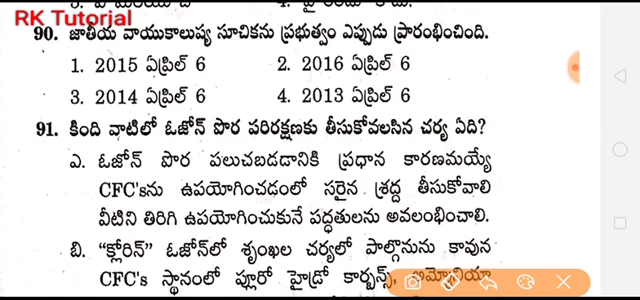 RK Tutorial
90. జాతీయ వాయుకాలుష్య సూచికను ప్రభుత్వం ఎప్పుడు ప్రారంభించింది.
1. 2015 ఏప్రిల్ 6 2. 2016 ఏప్రిల్ 6
3. 2014 ఏప్రిల్ 6 4. 2013 ఏప్రిల్ 6
91. కింది వాటిలో ఓజోన్ పొర పరిరక్షణకు తీసుకోవలసిన చర్య ఏది?
ఎ. ఓజోన్ పొర పలుచబడడానికి ప్రధాన కారణమయ్యే
CFC'sను ఉపయోగించడంలో సరైన శ్రద్ధ తీసుకోవాలి
వీటిని తిరిగి ఉపయోగించుకునే పద్ధతులను అవలంభించాలి.
బి. "క్లోరిన్" ఓజోన్‌లో శృంఖల చర్యలో పాల్గొనును కావున
CFC's స్థానంలో ఫ్లూరో హైడ్రో కార్బన్స్, అమ్మోనియా